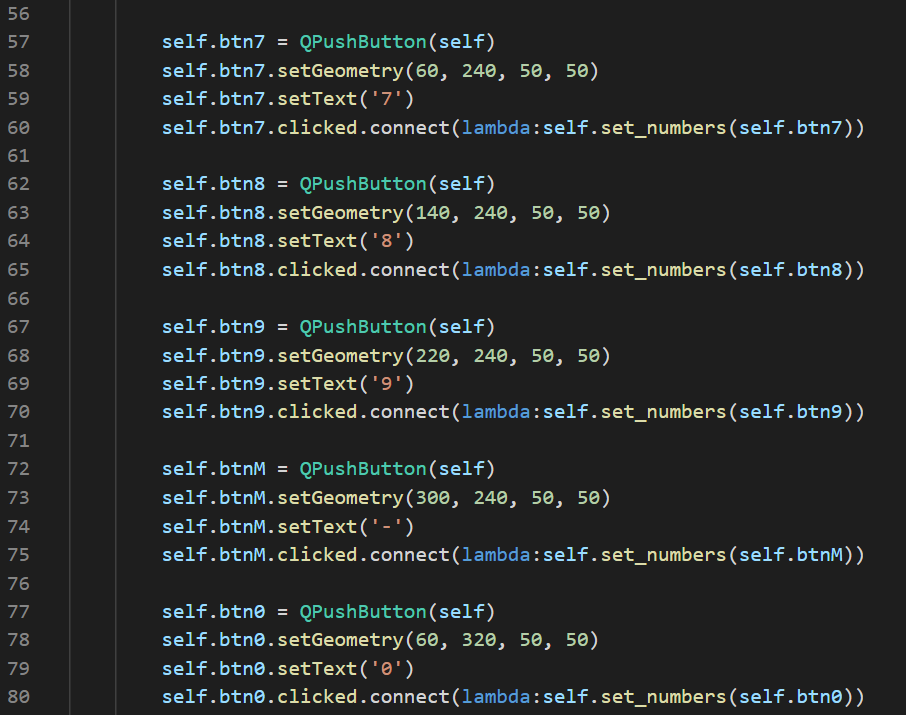 56
57 self.btn7 = QPushButton(self)
58 self.btn7.setGeometry(60, 240, 50, 50)
59 self.btn7.setText('7')
60 self.btn7.clicked.connect(lambda:self.set_numbers(self.btn7))
61
62 self.btn8 = QPushButton(self)
63 self.btn8.setGeometry(140, 240, 50, 50)
64 self.btn8.setText('8')
65 self.btn8.clicked.connect(lambda:self.set_numbers(self.btn8))
66
67 self.btn9 = QPushButton(self)
68 self.btn9.setGeometry(220, 240, 50, 50)
69 self.btn9.setText('9')
70 self.btn9.clicked.connect(lambda:self.set_numbers(self.btn9))
71
72 self.btnM = QPushButton(self)
73 self.btnM.setGeometry(300, 240, 50, 50)
74 self.btnM.setText('-')
75 self.btnM.clicked.connect(lambda:self.set_numbers(self.btnM))
76
77 self.btn0 = QPushButton(self)
78 self.btn0.setGeometry(60, 320, 50, 50)
79 self.btn0.setText('0')
80 self.btn0.clicked.connect(lambda:self.set_numbers(self.btn0))